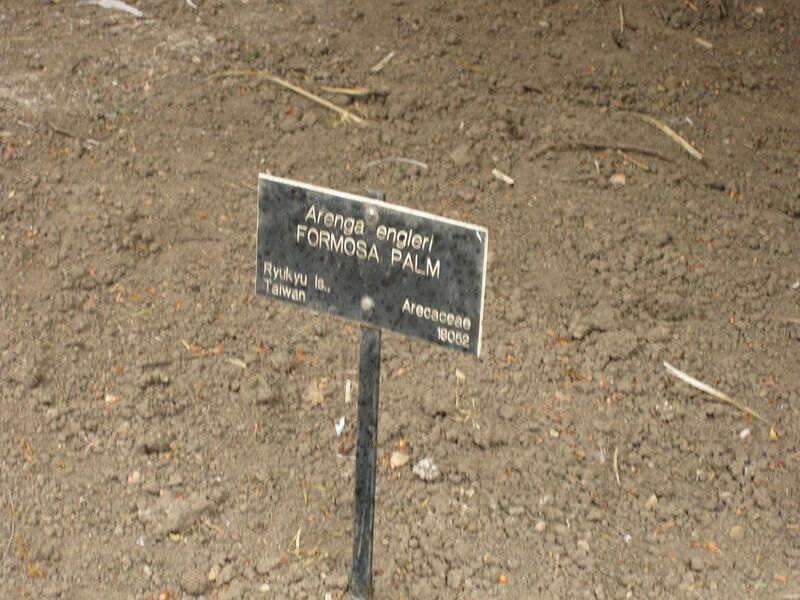 Arenga engleri
FORMOSA PALM
Ryukyu Is.,
Taiwan
Arecaceae
18052